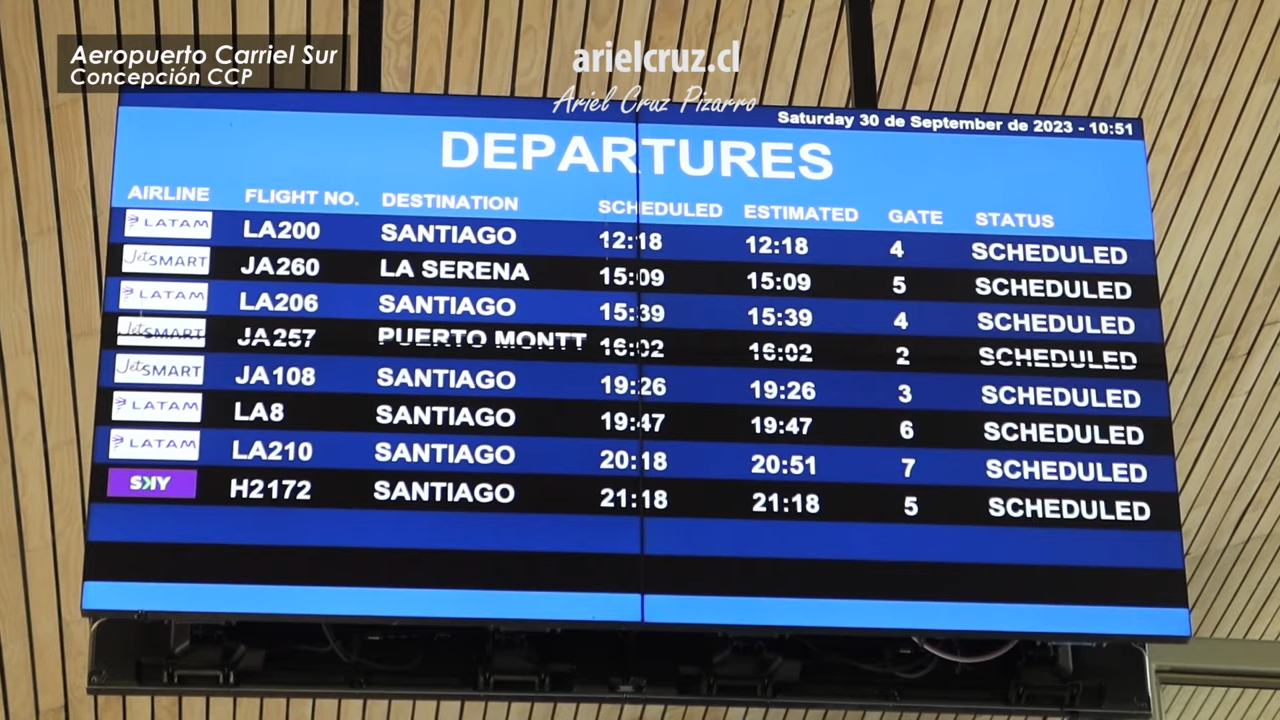 Aeropuerto Carriel Sur
Concepción CCP
arielcruz.cl
Ariel Cruz Pizarro
Saturday 30 de September de 2023 - 10:51
DEPARTURES
AIRLINE FLIGHT NO. DESTINATION SCHEDULED ESTIMATED GATE STATUS
LATAM LA200 SANTIAGO 12:18 12:18 4 SCHEDULED
JetSMART JA260 LA SERENA 15:09 15:09 5 SCHEDULED
LATAM LA206 SANTIAGO 15:39 15:39 4 SCHEDULED
JetSMART JA257 PUERTO MONTT 16:02 16:02 2 SCHEDULED
JetSMART JA108 SANTIAGO 19:26 19:26 3 SCHEDULED
LATAM LA8 SANTIAGO 19:47 19:47 6 SCHEDULED
LATAM LA210 SANTIAGO 20:18 20:51 7 SCHEDULED
SKY H2172 SANTIAGO 21:18 21:18 5 SCHEDULED